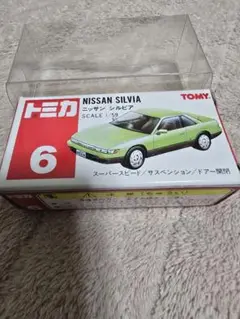 トミカ
6
NISSAN SILVIA
ニッサン シルビア
SCALE 1/59
TOMY
スーパースピード/サスペンション/ドアー開閉